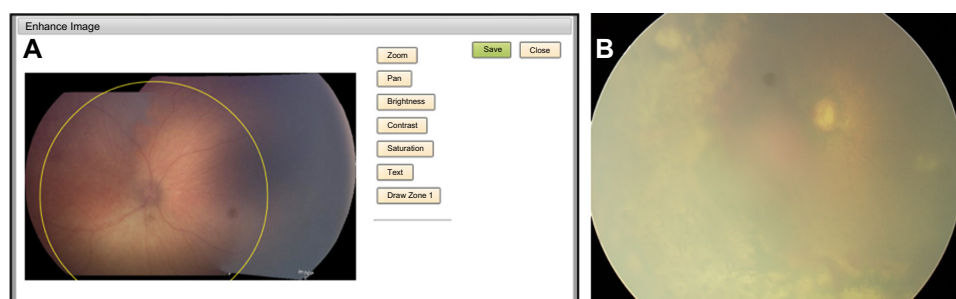 Enhance Image
A
Save
Close
Zoom
Pan
Brightness
Contrast
Saturation
Text
Draw Zone 1
B